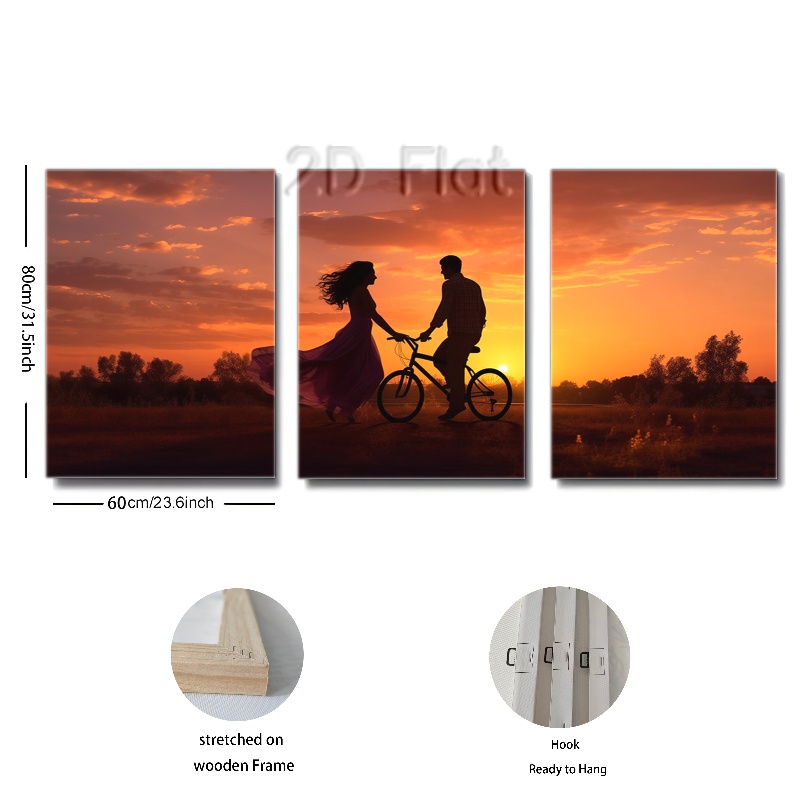 2D Flat
80cm/31.5inch
60cm/23.6inch
stretched on
wooden Frame
Hook
Ready to Hang